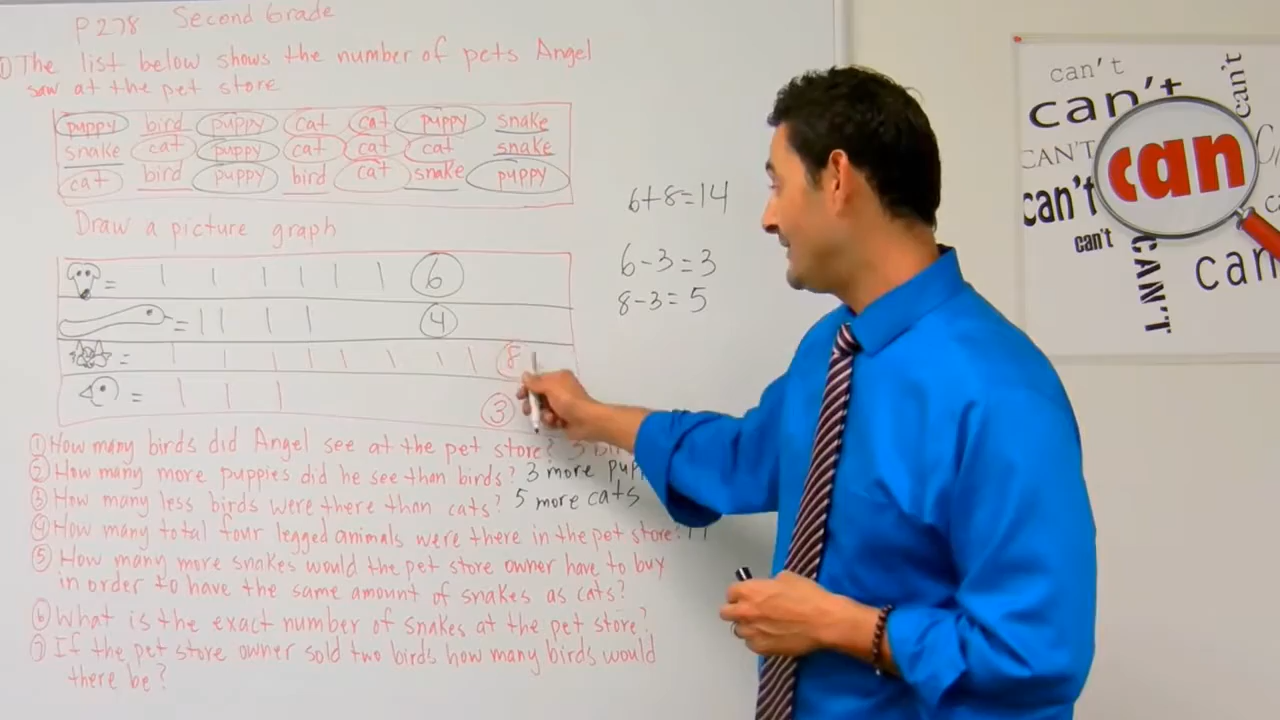 P 278 Second Grade
① The list below shows the number of pets Angel
saw at the pet store
puppy bird puppy cat cat puppy snake
snake cat puppy cat cat cat snake
cat bird puppy bird cat snake puppy
Draw a picture graph
= | | | | | | 6
= | | | | 4
= | | | | | | | | 8
= | | | 3
6+8=14
6-3=3
8-3=5
① How many birds did Angel see at the pet store? 3
② How many more puppies did he see than birds? 3 more
③ How many less birds were there than cats? 5 more cats
④ How many total four legged animals were there in the pet store?
⑤ How many more snakes would the pet store owner have to buy
in order to have the same amount of snakes as cats?
⑥ What is the exact number of snakes at the pet store?
⑦ If the pet store owner sold two birds how many birds would
there be?
can't
can't
can't
CAN'T
can
can't
can't
CAN'T
can